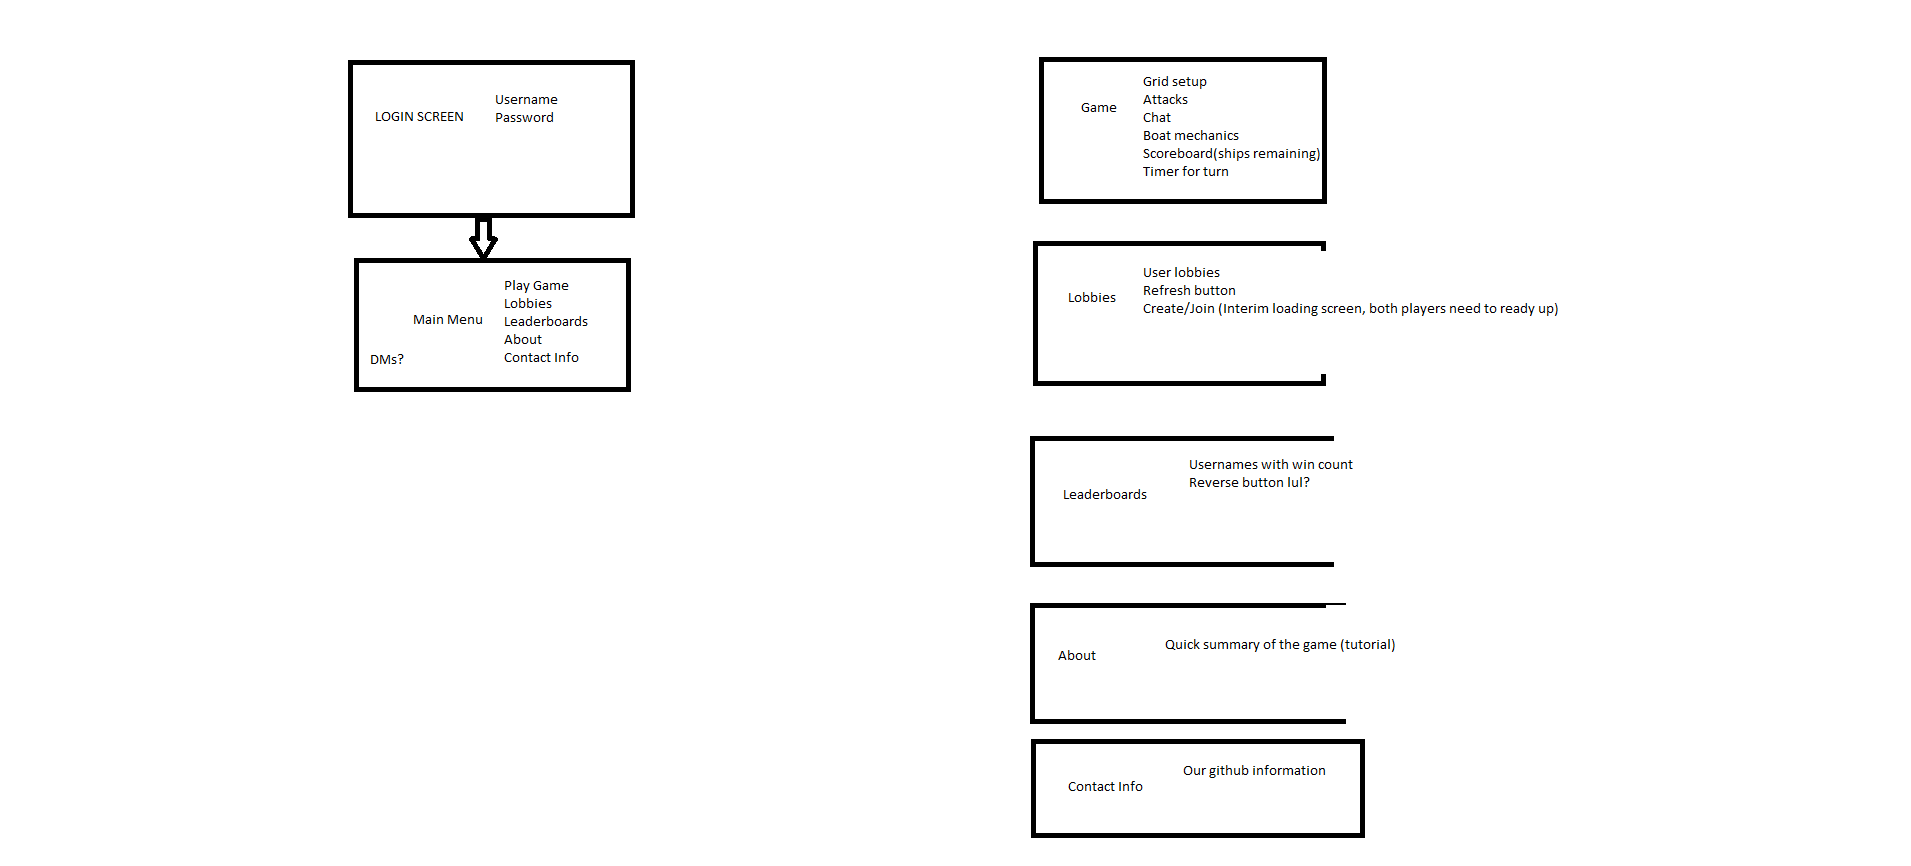 LOGIN SCREEN
Username
Password
Main Menu
DMs?
Play Game
Lobbies
Leaderboards
About
Contact Info
Game
Grid setup
Attacks
Chat
Boat mechanics
Scoreboard(ships remaining)
Timer for turn
Lobbies
User lobbies
Refresh button
Create/Join (Interim loading screen, both players need to ready up)
Leaderboards
Usernames with win count
Reverse button lul?
About
Quick summary of the game (tutorial)
Contact Info
Our github information